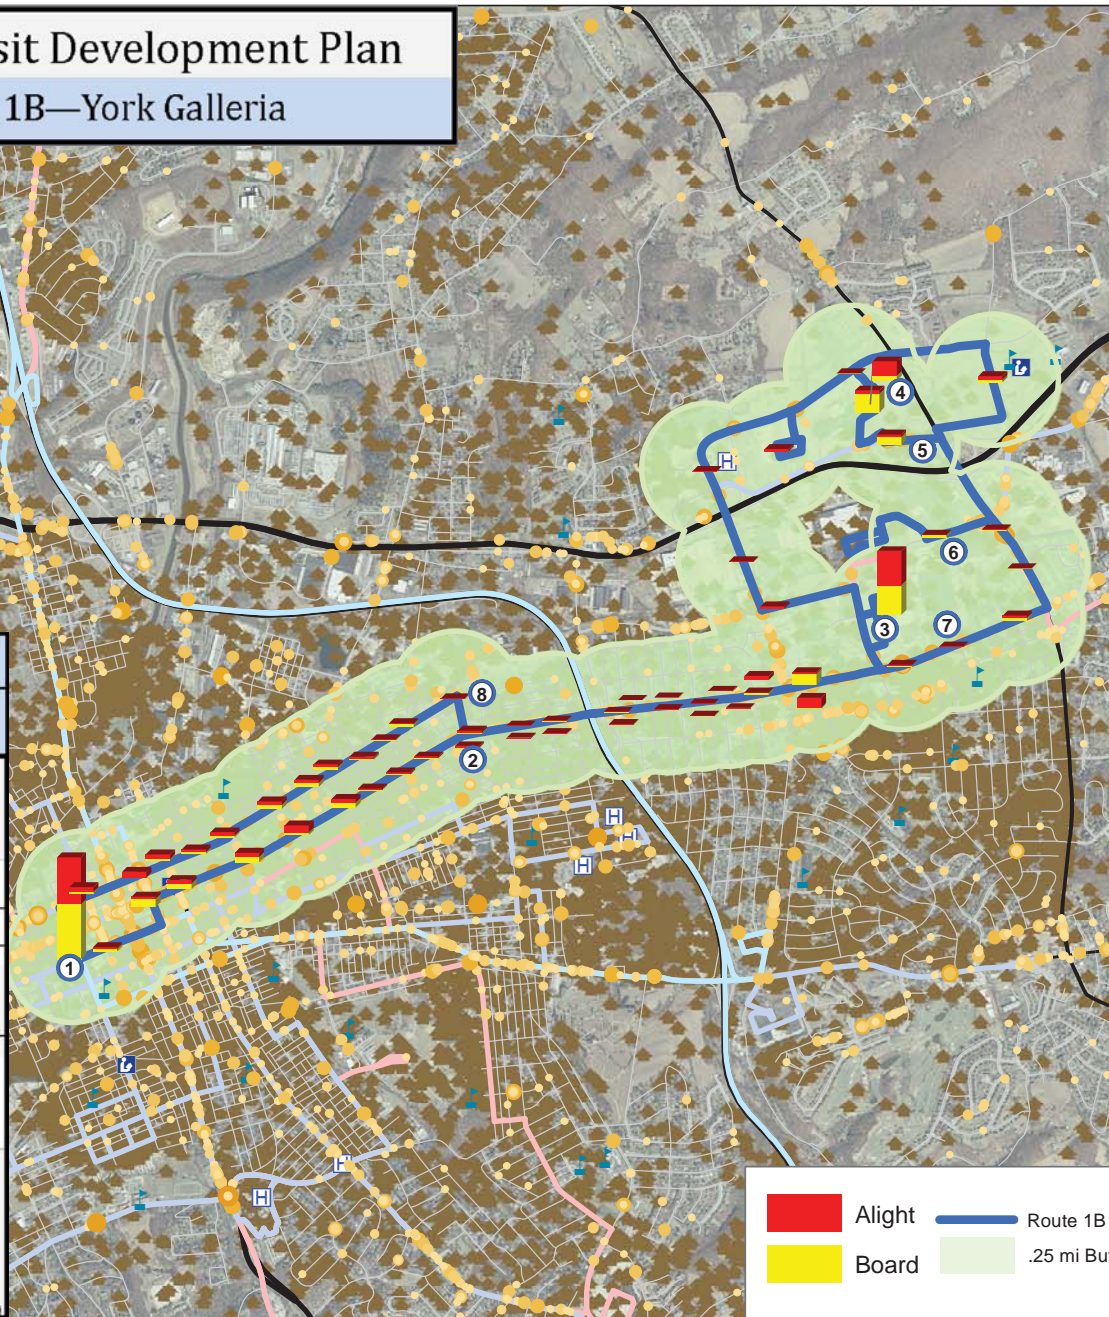 sit Development Plan
1B—York Galleria
4
H
5
6
3
7
8
2
H
H
H
1
H
H
Alight
Route 1B
Board
.25 mi Bu